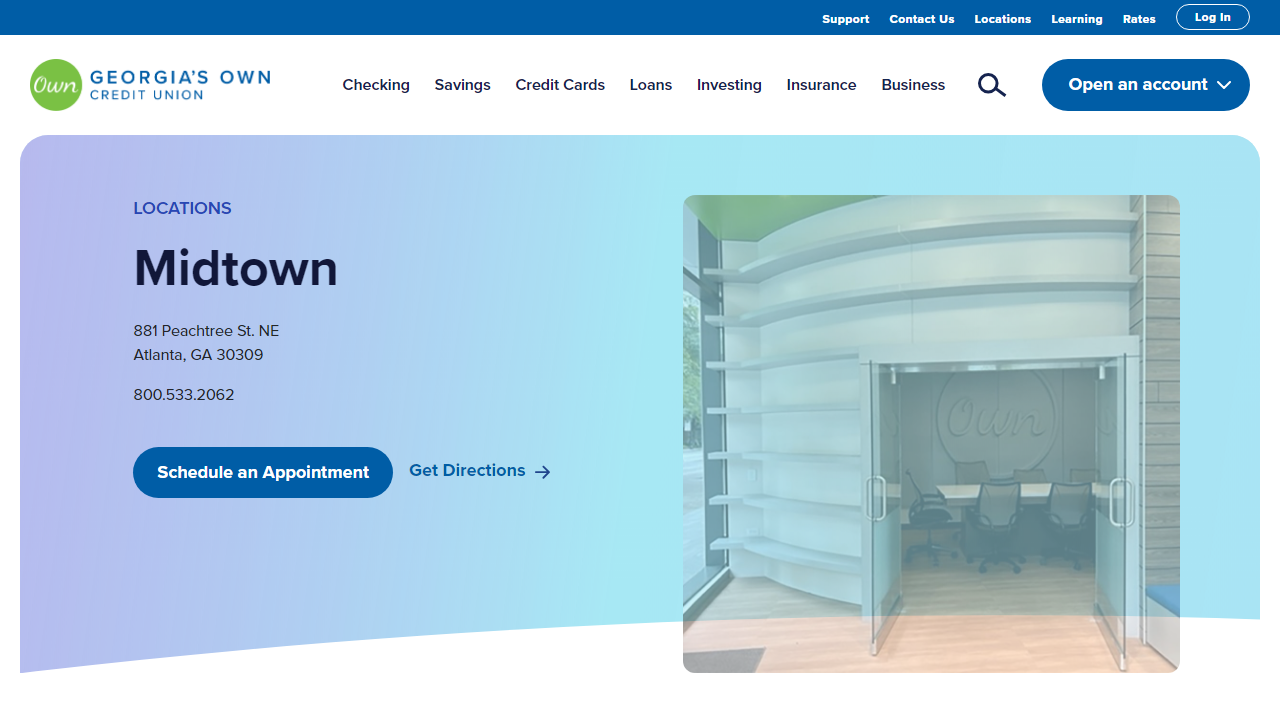 Support Contact Us Locations Learning Rates Log In
Own GEORGIA'S OWN
CREDIT UNION
Checking Savings Credit Cards Loans Investing Insurance Business Open an account
LOCATIONS
Midtown
881 Peachtree St. NE
Atlanta, GA 30309
800.533.2062
Schedule an Appointment Get Directions
Own